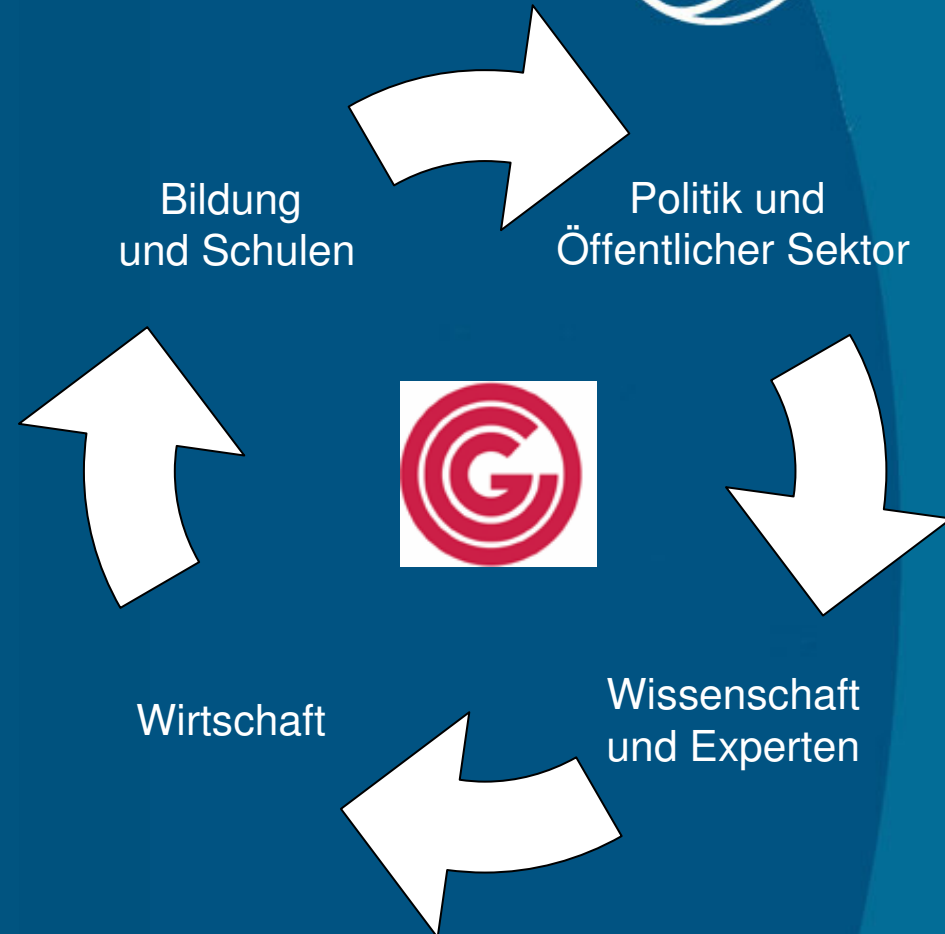 Bildung
und Schulen
Politik und
Öffentlicher Sektor
Wirtschaft
Wissenschaft
und Experten